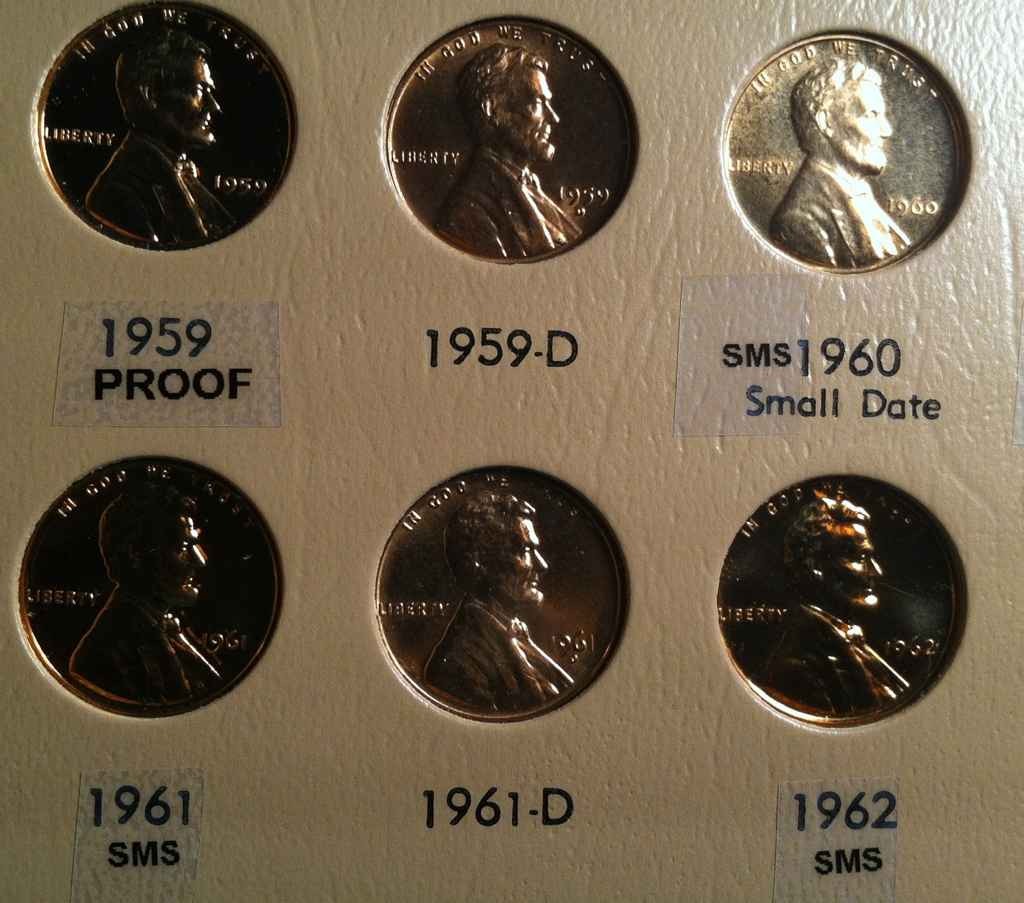 IN GOD WE TRUST
LIBERTY
1959
IN GOD WE TRUST
LIBERTY
1959
D
IN GOD WE TRUST
LIBERTY
1960
1959
PROOF
1959-D
SMS 1960
Small Date
IN GOD WE TRUST
LIBERTY
1961
IN GOD WE
LIBERTY
1961
D
IN GOD WE
LIBERTY
1962
1961
SMS
1961-D
1962
SMS